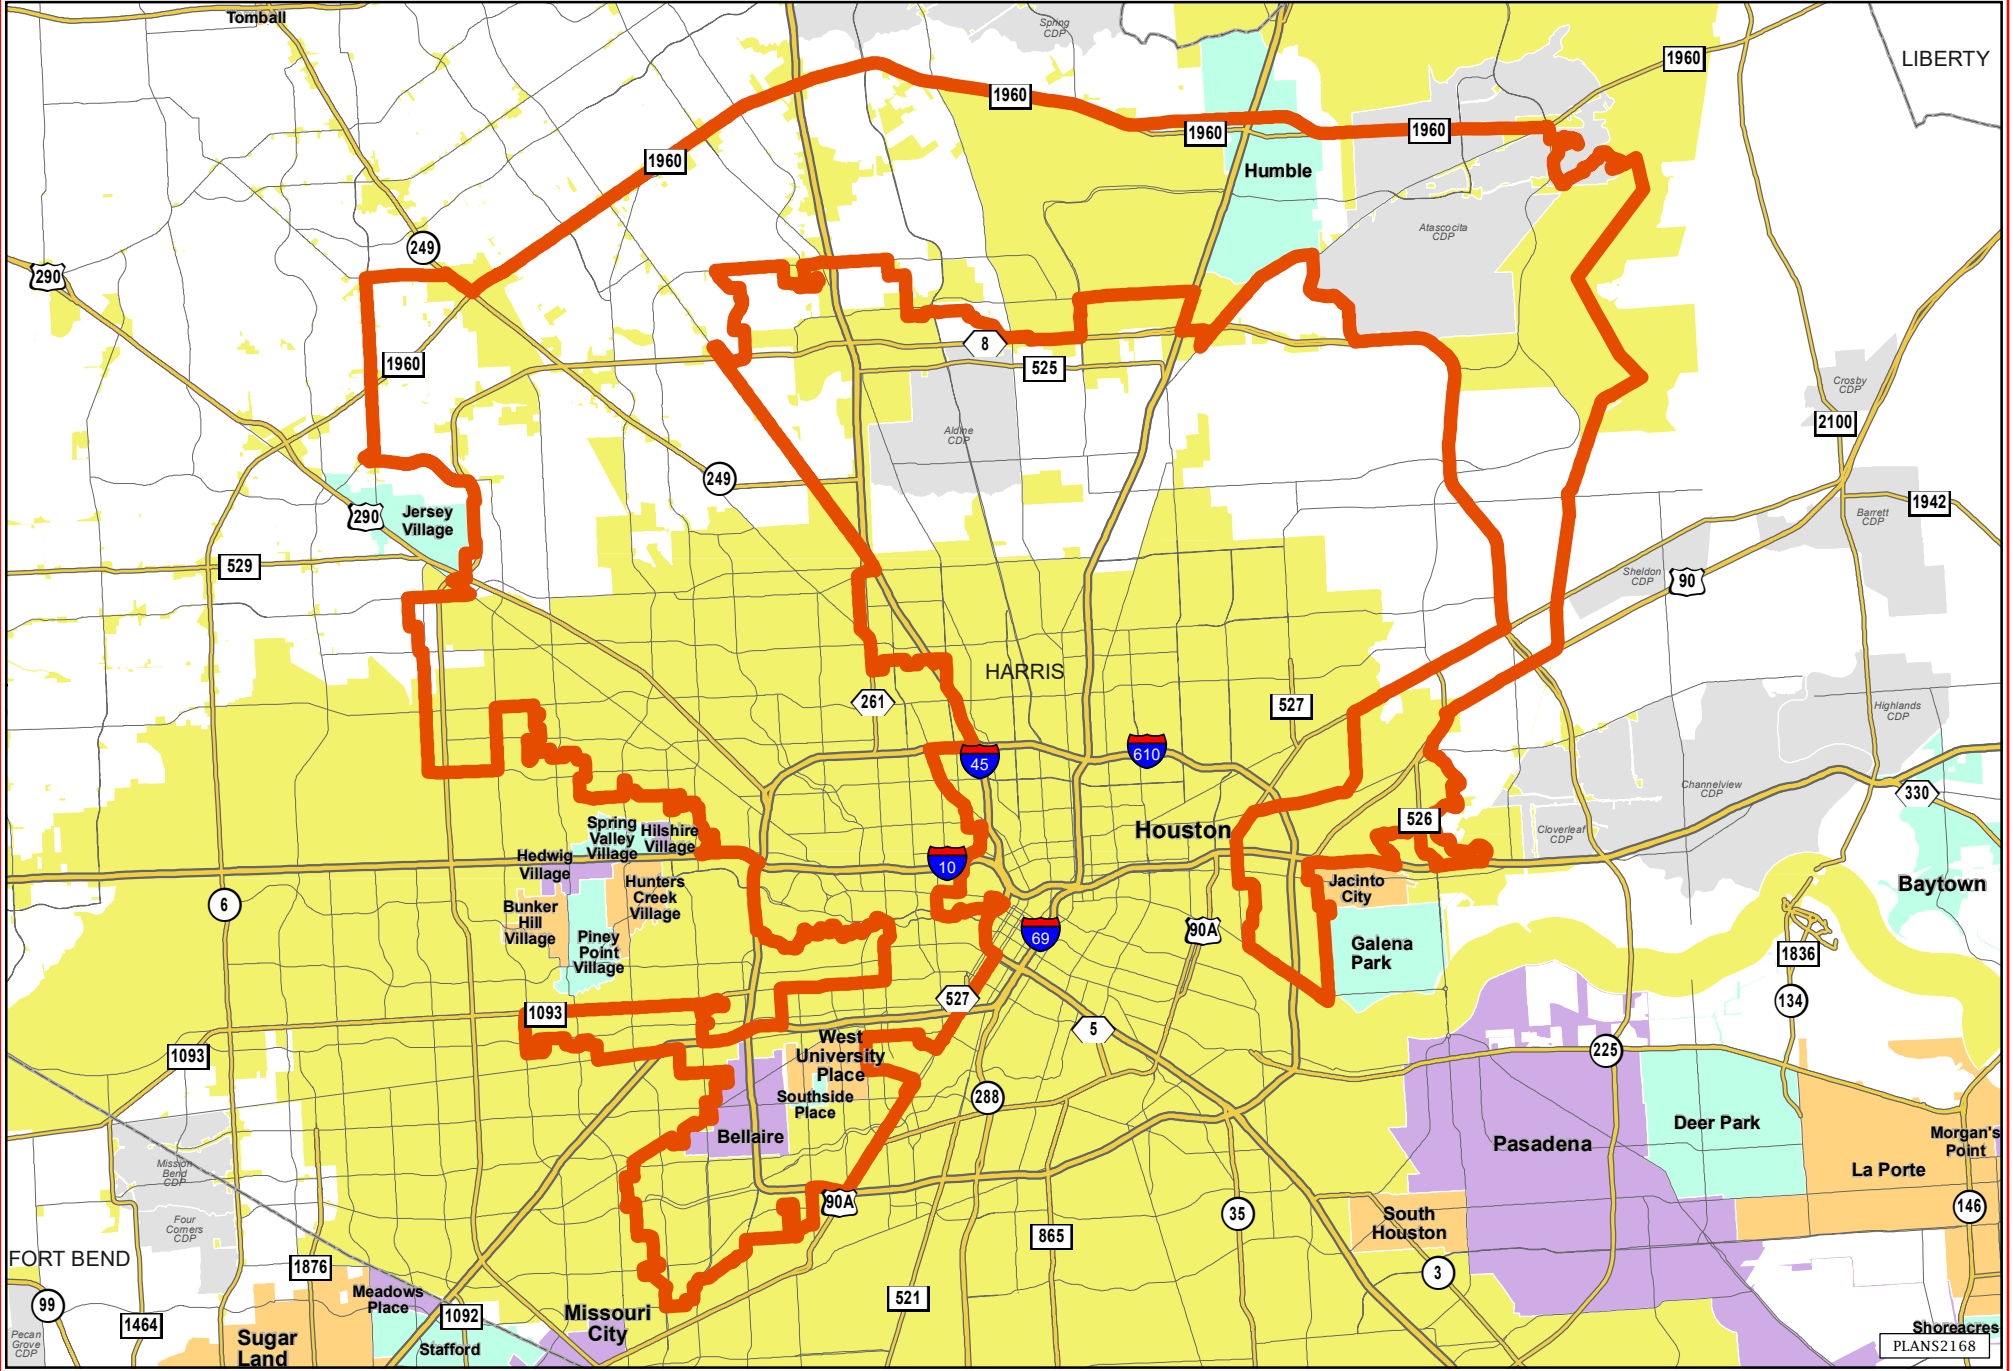 Tomball
Spring
CDP
1960
LIBERTY
1960
1960
1960
1960
Humble
249
Atascocita
CDP
290
8
525
1960
Crosby
CDP
2100
Aldine
CDP
249
Jersey
Village
290
1942
Barrett
CDP
529
Sheldon
CDP
90
HARRIS
261
527
Highlands
CDP
45
610
Channelview
CDP
330
526
Cloverleaf
CDP
Houston
Spring
Valley
Village
Hilshire
Village
Hedwig
Village
10
Hunters
Creek
Village
Jacinto
City
Baytown
6
Bunker
Hill
Village
Piney
Point
Village
69
90A
Galena
Park
1836
134
527
1093
5
1093
West
University
Place
225
Southside
Place
288
Bellaire
Pasadena
Deer Park
Morgan's
Point
La Porte
Mission
Bend
CDP
90A
35
146
Four
Corners
CDP
South
Houston
865
FORT BEND
1876
3
99
Meadows
Place
521
1464
1092
Missouri
City
Pecan
Grove
CDP
Sugar
Land
Stafford
Shoreacres
PLANS2168